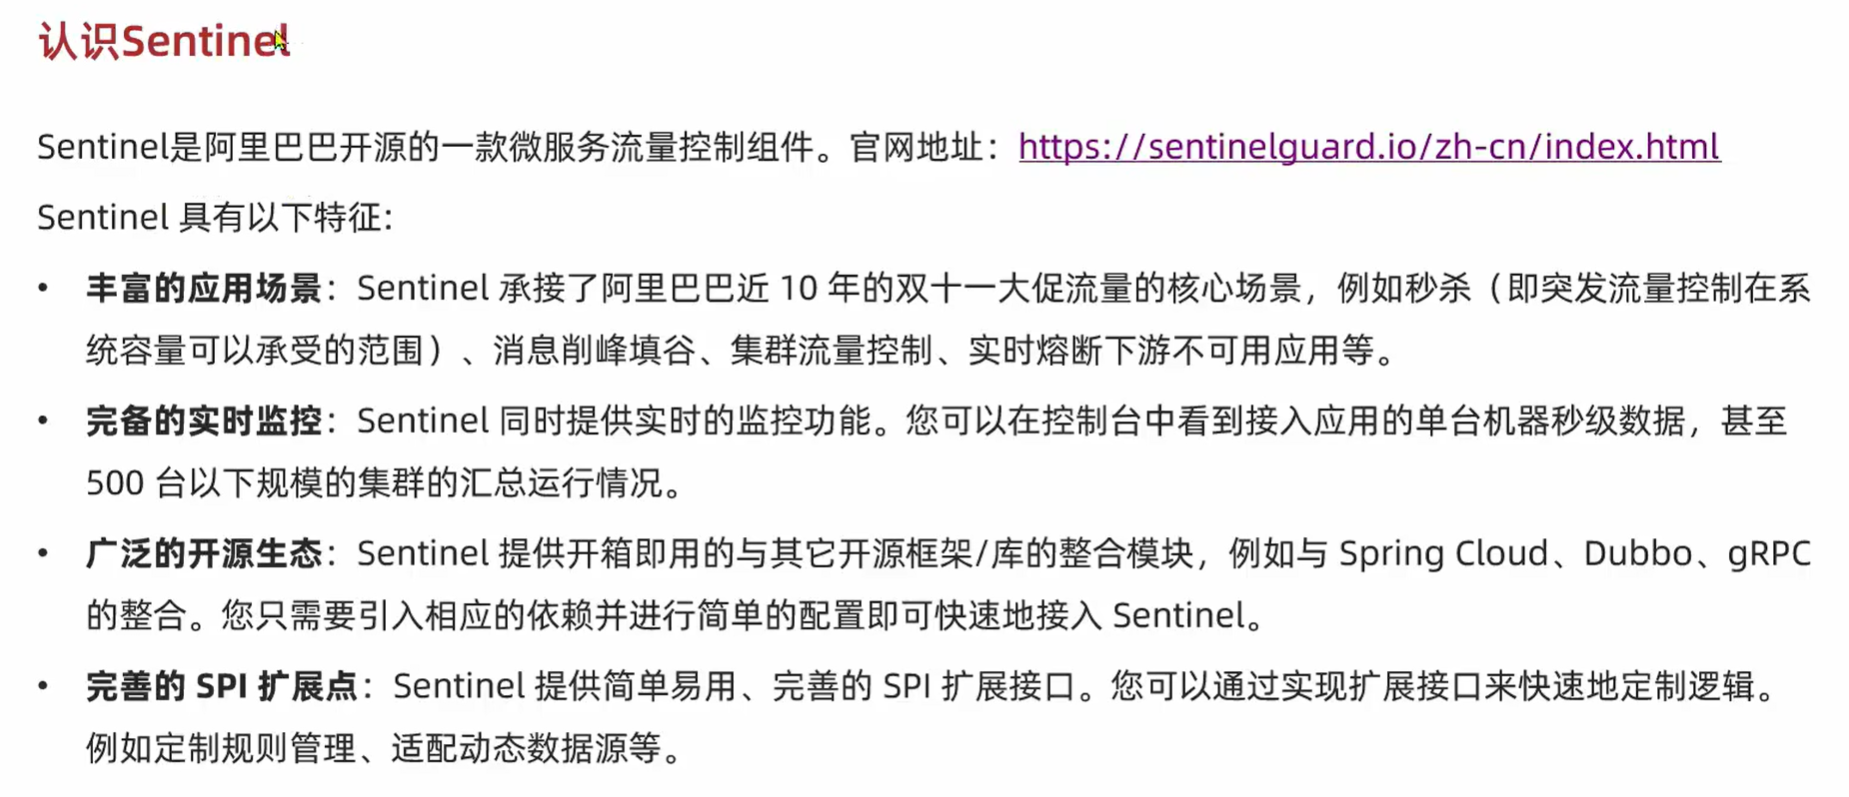 认识Sentinel
Sentinel是阿里巴巴开源的一款微服务流量控制组件。官网地址：https://sentinelguard.io/zh-cn/index.html
Sentinel 具有以下特征：
• 丰富的应用场景：Sentinel 承接了阿里巴巴近 10 年的双十一大促流量的核心场景，例如秒杀（即突发流量控制在系
统容量可以承受的范围）、消息削峰填谷、集群流量控制、实时熔断下游不可用应用等。
• 完备的实时监控：Sentinel 同时提供实时的监控功能。您可以在控制台中看到接入应用的单台机器秒级数据，甚至
500 台以下规模的集群的汇总运行情况。
• 广泛的开源生态：Sentinel 提供开箱即用的与其它开源框架/库的整合模块，例如与 Spring Cloud、Dubbo、gRPC
的整合。您只需要引入相应的依赖并进行简单的配置即可快速地接入 Sentinel。
• 完善的 SPI 扩展点：Sentinel 提供简单易用、完善的 SPI 扩展接口。您可以通过实现扩展接口来快速地定制逻辑。
例如定制规则管理、适配动态数据源等。